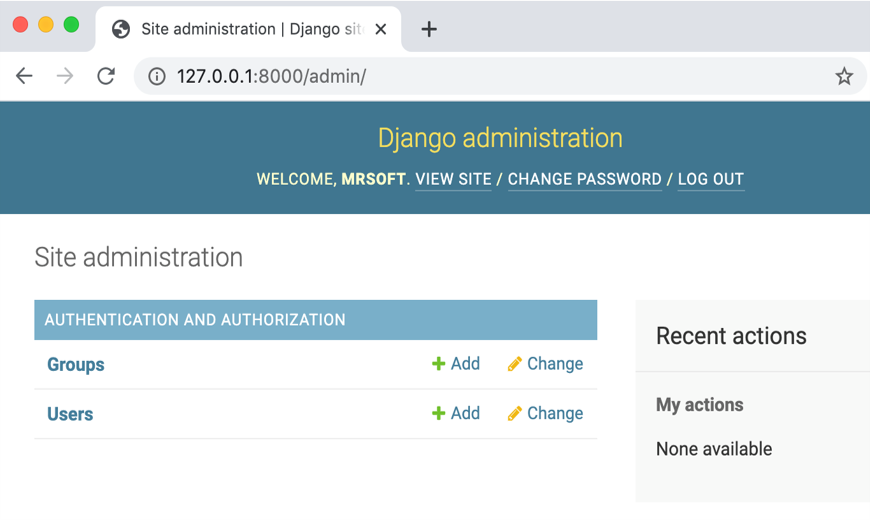 Site administration | Django sit
127.0.0.1:8000/admin/
Django administration
WELCOME, MRSOFT. VIEW SITE / CHANGE PASSWORD / LOG OUT
Site administration
AUTHENTICATION AND AUTHORIZATION
Groups Add Change
Users Add Change
Recent actions
My actions
None available